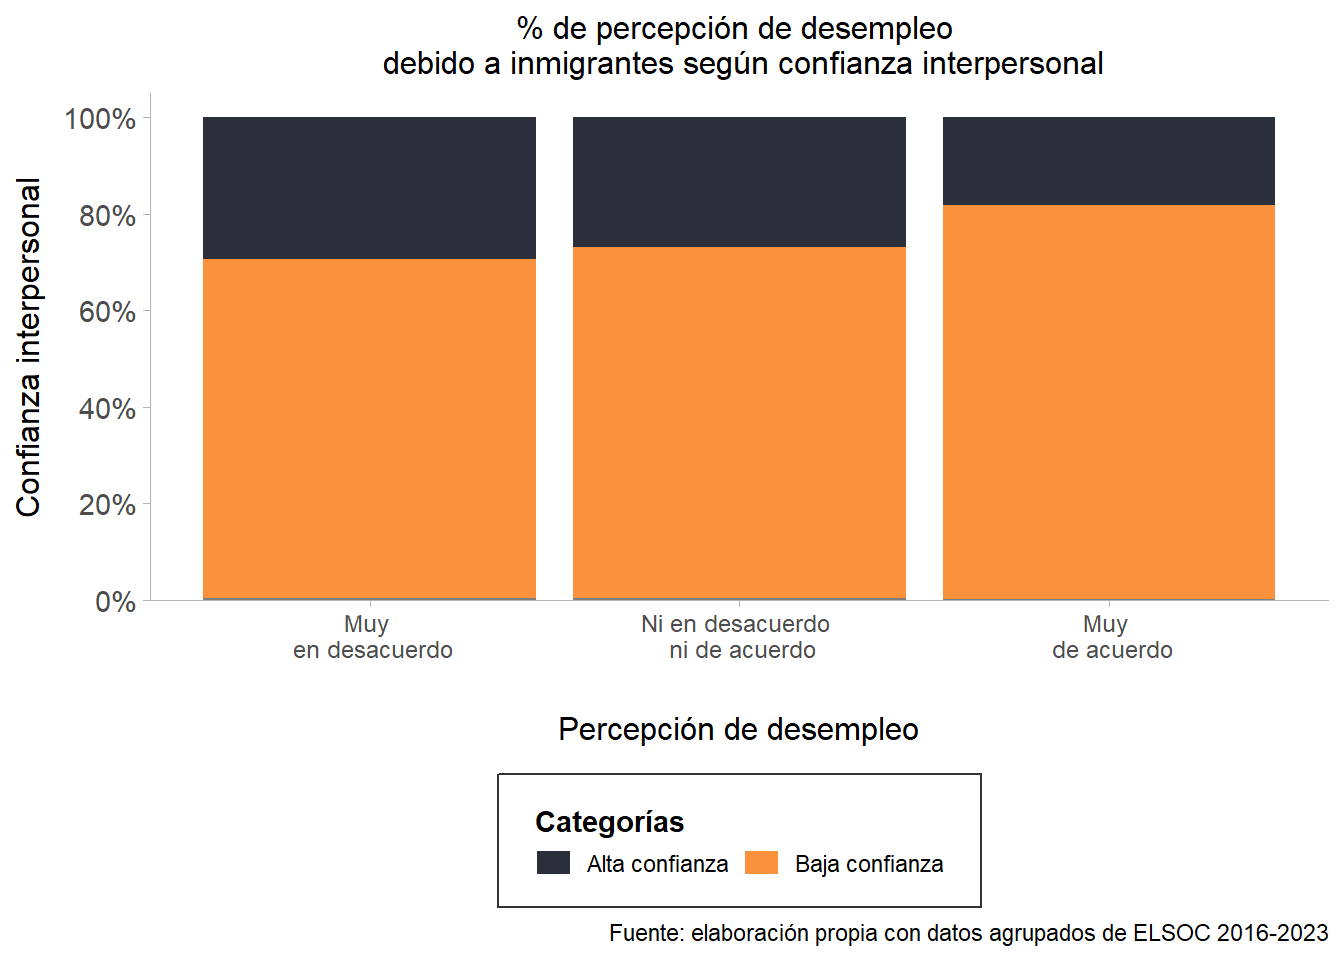 % de percepción de desempleo
debido a inmigrantes según confianza interpersonal
Confianza interpersonal
100%
80%
60%
40%
20%
0%
Muy
en desacuerdo
Ni en desacuerdo
ni de acuerdo
Muy
de acuerdo
Percepción de desempleo
Categorías
Alta confianza
Baja confianza
Fuente: elaboración propia con datos agrupados de ELSOC 2016-2023